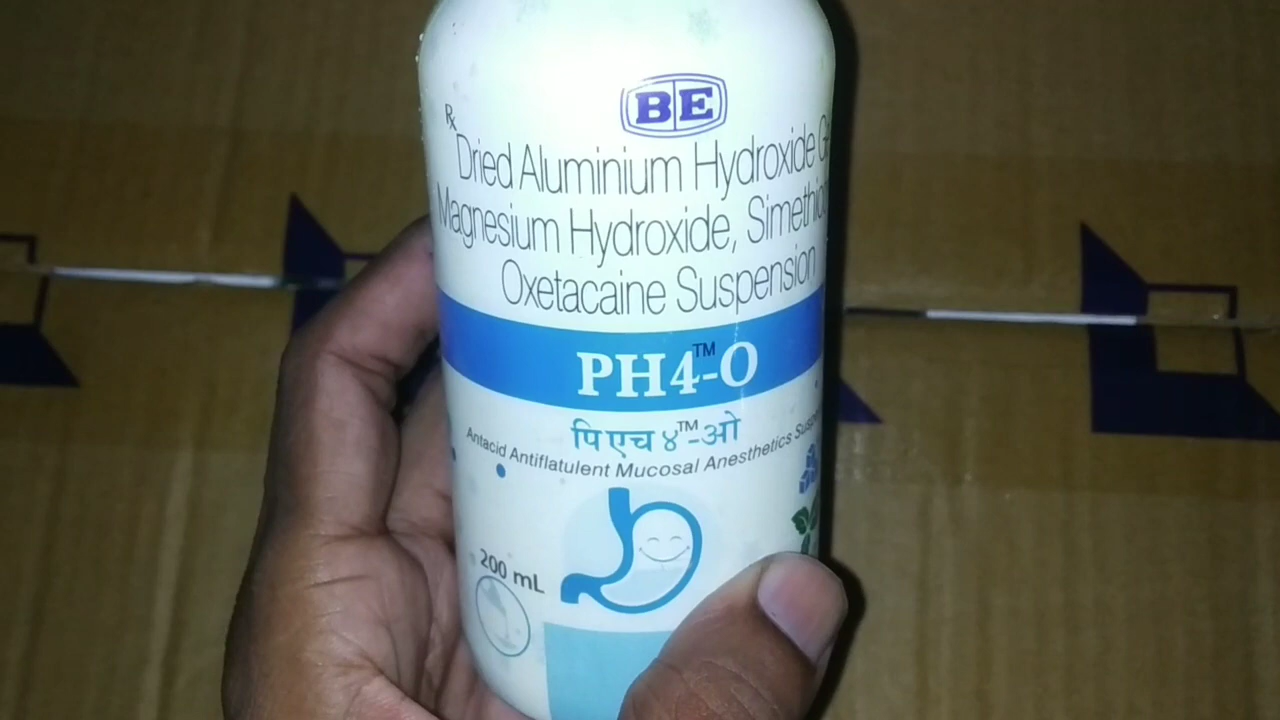 BE
Rx
Dried Aluminium Hydroxide
Magnesium Hydroxide,
Oxetacaine Suspension
PH4™-O
पिएच ४™-ओ
Antacid Antiflatulent Mucosal Anesthetics
200 mL